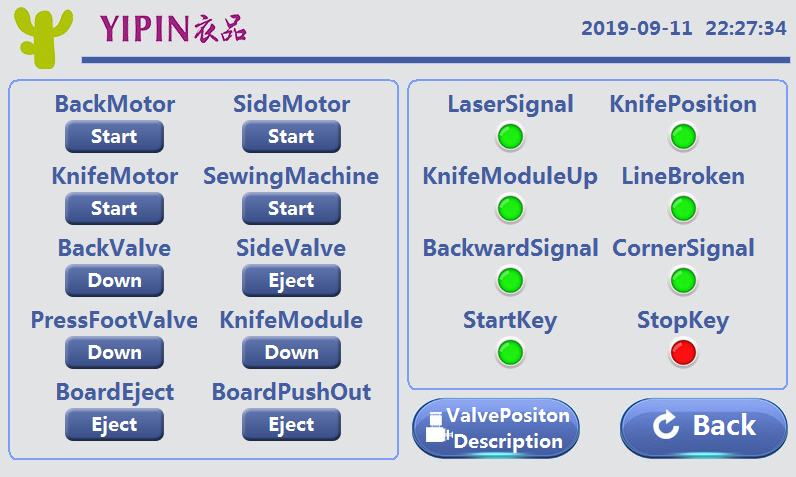 YIPIN衣品
2019-09-11 22:27:34
BackMotor SideMotor
Start Start
KnifeMotor SewingMachine
Start Start
BackValve SideValve
Down Eject
PressFootValve KnifeModule
Down Down
BoardEject BoardPushOut
Eject Eject
LaserSignal KnifePosition
KnifeModuleUp LineBroken
BackwardSignal CornerSignal
StartKey StopKey
ValvePositon
Description
Back